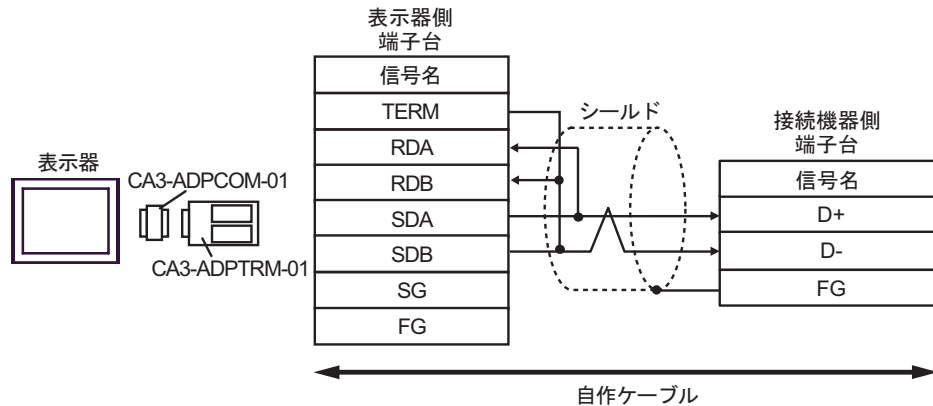 表示器
CA3-ADPCOM-01
CA3-ADPTRM-01
表示器側
端子台
信号名
TERM
RDA
RDB
SDA
SDB
SG
FG
シールド
接続機器側
端子台
信号名
D+
D-
FG
自作ケーブル